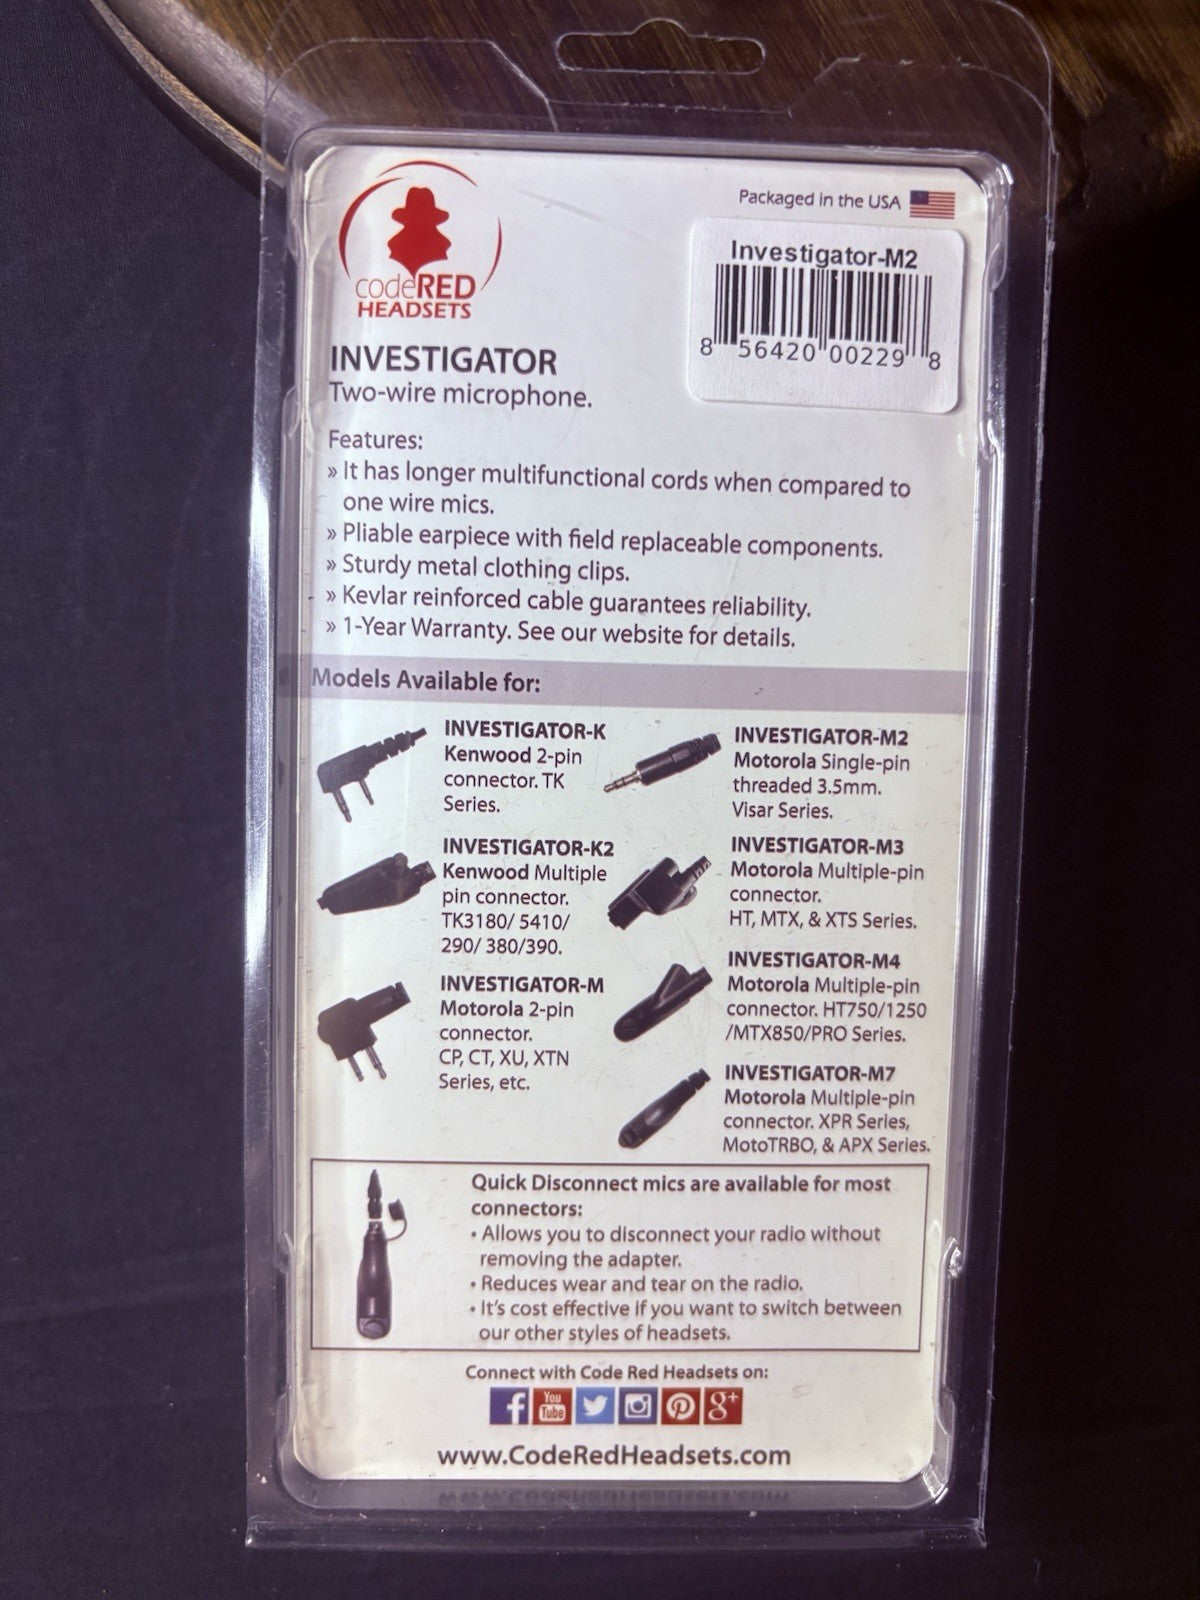 codeRED
HEADSETS
Packaged in the USA
Investigator-M2
8 56420 00229 8
INVESTIGATOR
Two-wire microphone.
Features:
» It has longer multifunctional cords when compared to
one wire mics.
» Pliable earpiece with field replaceable components.
» Sturdy metal clothing clips.
» Kevlar reinforced cable guarantees reliability.
» 1-Year Warranty. See our website for details.
Models Available for:
INVESTIGATOR-K
Kenwood 2-pin
connector. TK
Series.
INVESTIGATOR-K2
Kenwood Multiple
pin connector.
TK3180/ 5410/
290/ 380/390.
INVESTIGATOR-M
Motorola 2-pin
connector.
CP, CT, XU, XTN
Series, etc.
INVESTIGATOR-M2
Motorola Single-pin
threaded 3.5mm.
Visar Series.
INVESTIGATOR-M3
Motorola Multiple-pin
connector.
HT, MTX, & XTS Series.
INVESTIGATOR-M4
Motorola Multiple-pin
connector. HT750/1250
/MTX850/PRO Series.
INVESTIGATOR-M7
Motorola Multiple-pin
connector. XPR Series,
MotoTRBO, & APX Series.
Quick Disconnect mics are available for most
connectors:
• Allows you to disconnect your radio without
removing the adapter.
• Reduces wear and tear on the radio.
• It's cost effective if you want to switch between
our other styles of headsets.
Connect with Code Red Headsets on:
f You Tube g+
www.CodeRedHeadsets.com